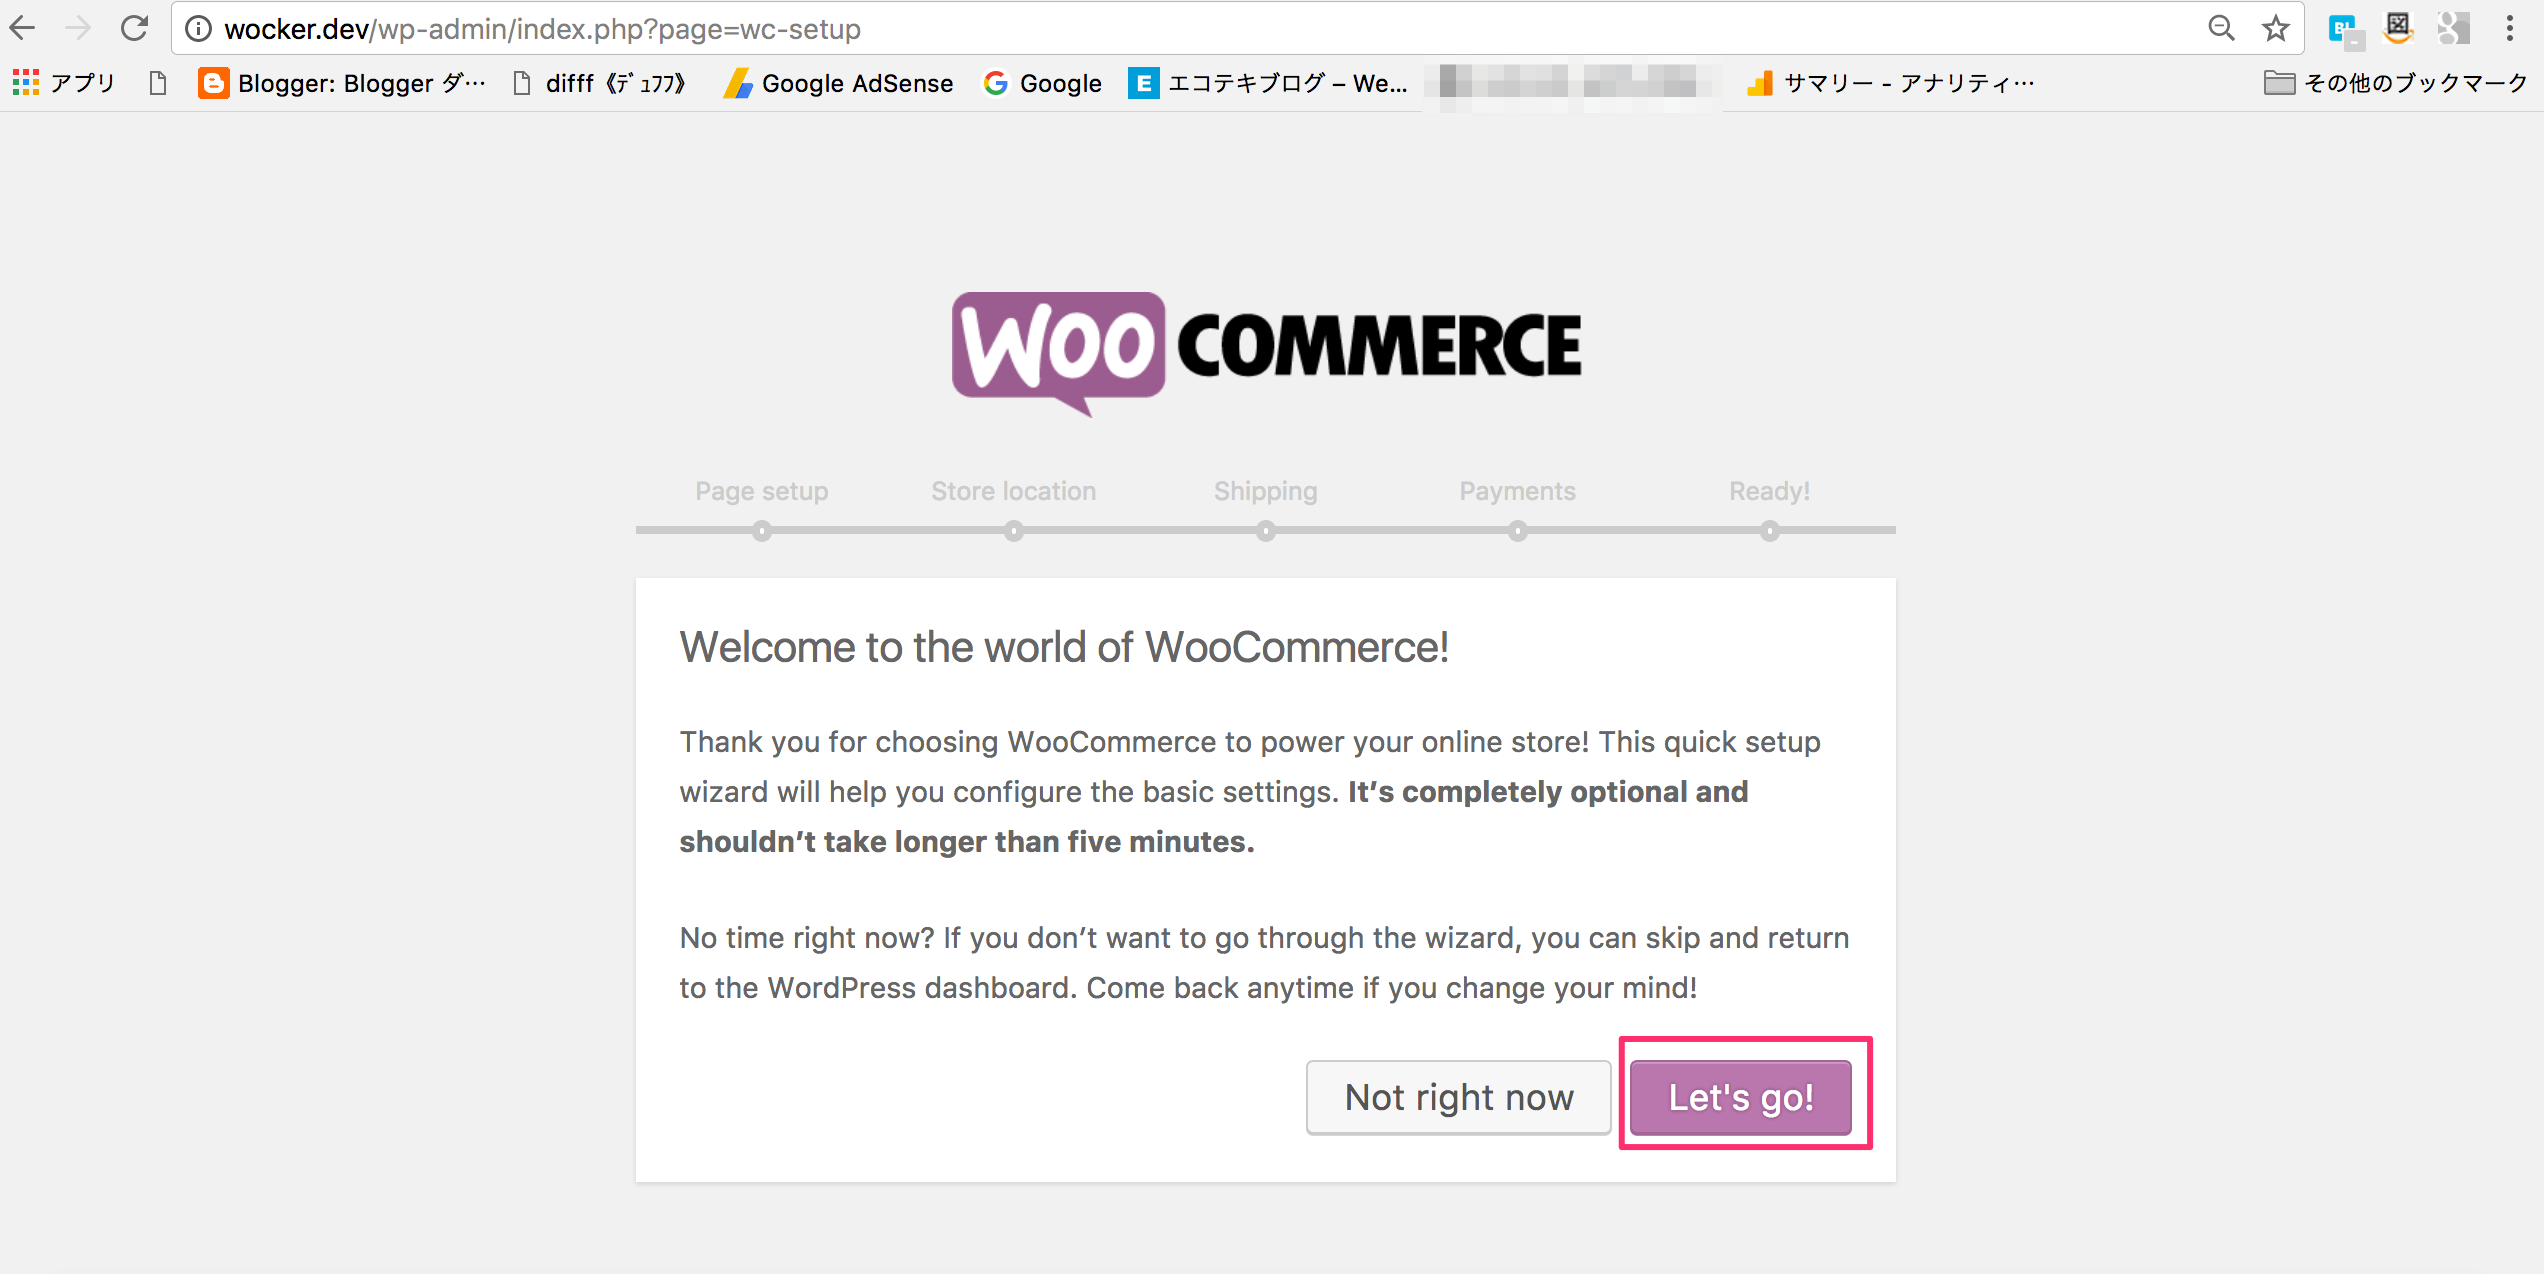 wocker.dev/wp-admin/index.php?page=wc-setup
アプリ
Blogger: Blogger ダ…
difff《ﾃﾞｭﾌﾌ》
Google AdSense
Google
E エコテキブログ – We...
サマリー - アナリティ…
その他のブックマーク
WOO COMMERCE
Page setup
Store location
Shipping
Payments
Ready!
Welcome to the world of WooCommerce!
Thank you for choosing WooCommerce to power your online store! This quick setup
wizard will help you configure the basic settings. It’s completely optional and
shouldn’t take longer than five minutes.
No time right now? If you don’t want to go through the wizard, you can skip and return
to the WordPress dashboard. Come back anytime if you change your mind!
Not right now
Let's go!